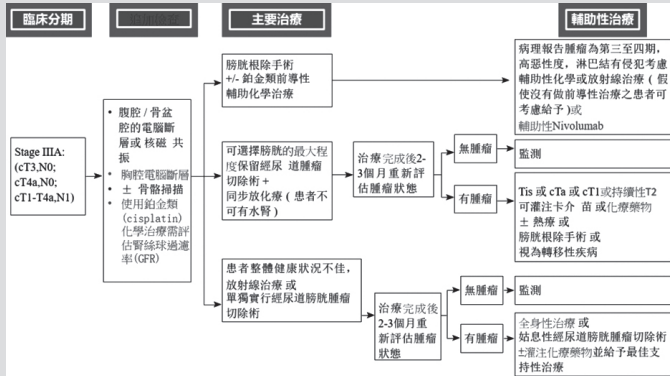 臨床分期
主要治療
輔助性治療
Stage IIIA:
(cT3,N0;
cT4a,N0;
cT1-T4a,N1)
• 腹腔 / 骨盆
腔的電腦斷
層或核磁 共
振
• 胸腔電腦斷層
• ± 骨骼掃描
• 使用鉑金類
(cisplatin)
化學治療需評
估腎絲球過濾
率(GFR)
膀胱根除手術
+/- 鉑金類前導性
輔助化學治療
病理報告腫瘤為第三至四期，
高惡性度，淋巴結有侵犯考慮
輔助性化學或放射線治療 ( 假
使沒有做前導性治療之患者可
考慮給予 )或
輔助性Nivolumab
可選擇膀胱的最大程
度保留經尿 道腫瘤
切除術 +
同步放化療 ( 患者不
可有水腎 )
治療完成後2-
3個月重新評
估腫瘤狀態
無腫瘤
監測
有腫瘤
Tis 或 cTa 或 cT1或持續性T2
可灌注卡介 苗 或化療藥物
± 熱療 或
膀胱根除手術 或
視為轉移性疾病
患者整體健康狀況不佳，
放射線治療 或
單獨實行經尿道膀胱腫瘤
切除術
治療完成後
2-3個月重
新評估腫瘤
狀態
無腫瘤
監測
有腫瘤
全身性治療 或
姑息性經尿道膀胱腫瘤切除術
±灌注化療藥物並給予最佳支
持性治療